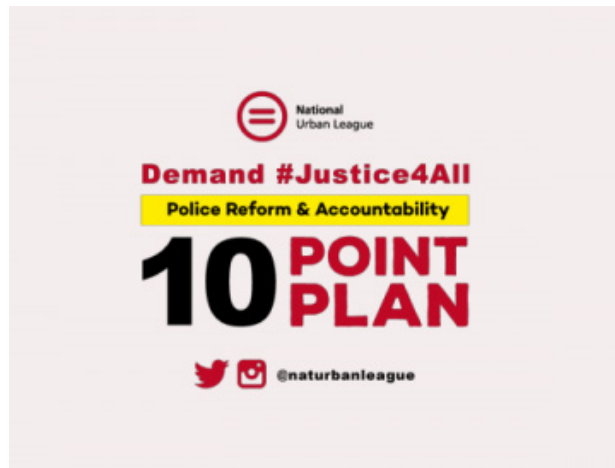 National
Urban League
Demand #Justice4All
Police Reform & Accountability
10 POINT
PLAN
@naturbanleague